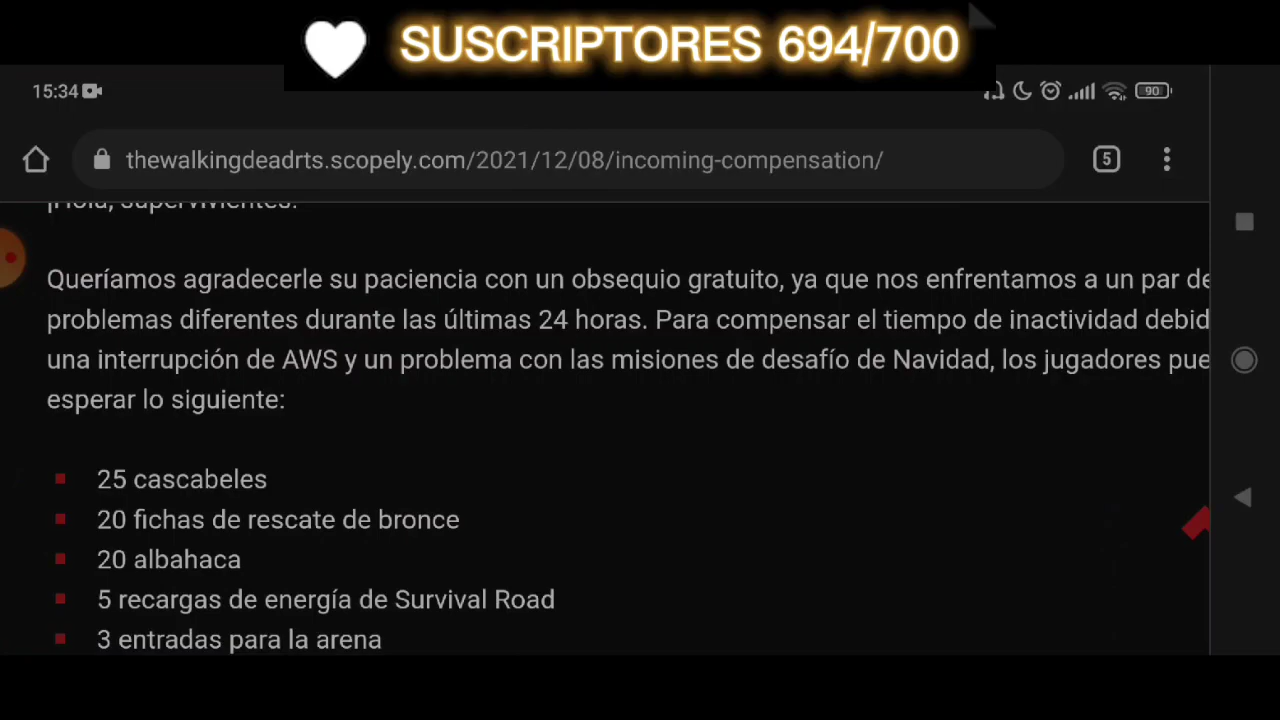 SUSCRIPTORES 694/700
15:34
90
thewalkingdeadrts.scopely.com/2021/12/08/incoming-compensation/
5
¡Hola, supervivientes!
Queríamos agradecerle su paciencia con un obsequio gratuito, ya que nos enfrentamos a un par de
problemas diferentes durante las últimas 24 horas. Para compensar el tiempo de inactividad debid
una interrupción de AWS y un problema con las misiones de desafío de Navidad, los jugadores pue
esperar lo siguiente:
25 cascabeles
20 fichas de rescate de bronce
20 albahaca
5 recargas de energía de Survival Road
3 entradas para la arena